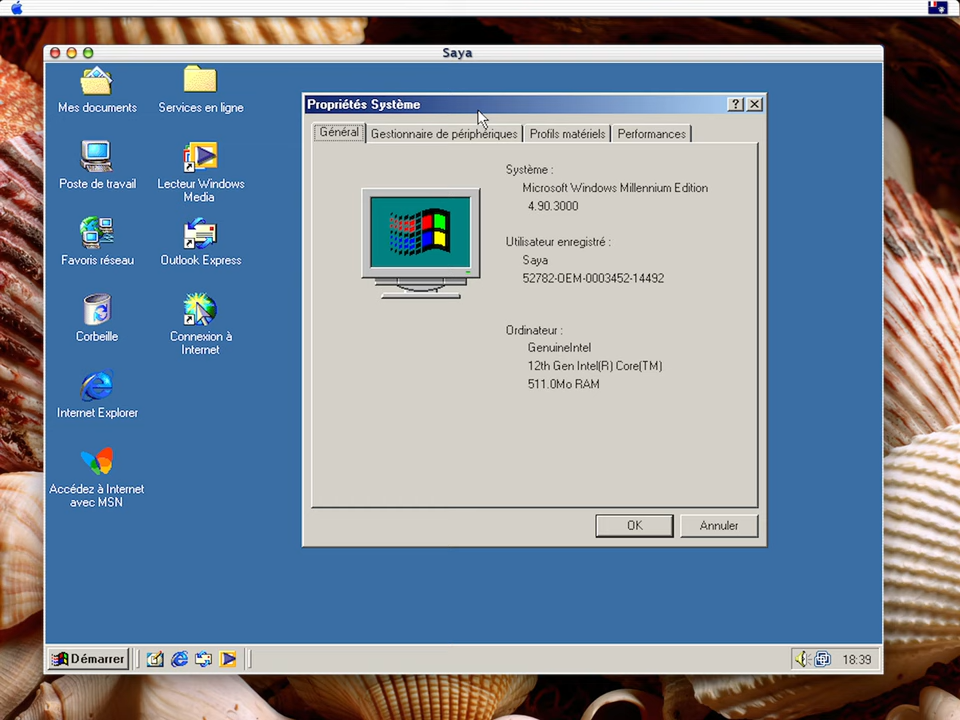 Saya
Mes documents
Services en ligne
Poste de travail
Lecteur Windows
Media
Favoris réseau
Outlook Express
Corbeille
Connexion à
Internet
Internet Explorer
Accédez à Internet
avec MSN
Propriétés Système
Général
Gestionnaire de périphériques
Profils matériels
Performances
Système :
Microsoft Windows Millennium Edition
4.90.3000
Utilisateur enregistré :
Saya
52782-OEM-0003452-14492
Ordinateur :
GenuineIntel
12th Gen Intel(R) Core(TM)
511.0Mo RAM
OK
Annuler
Démarrer
18:39